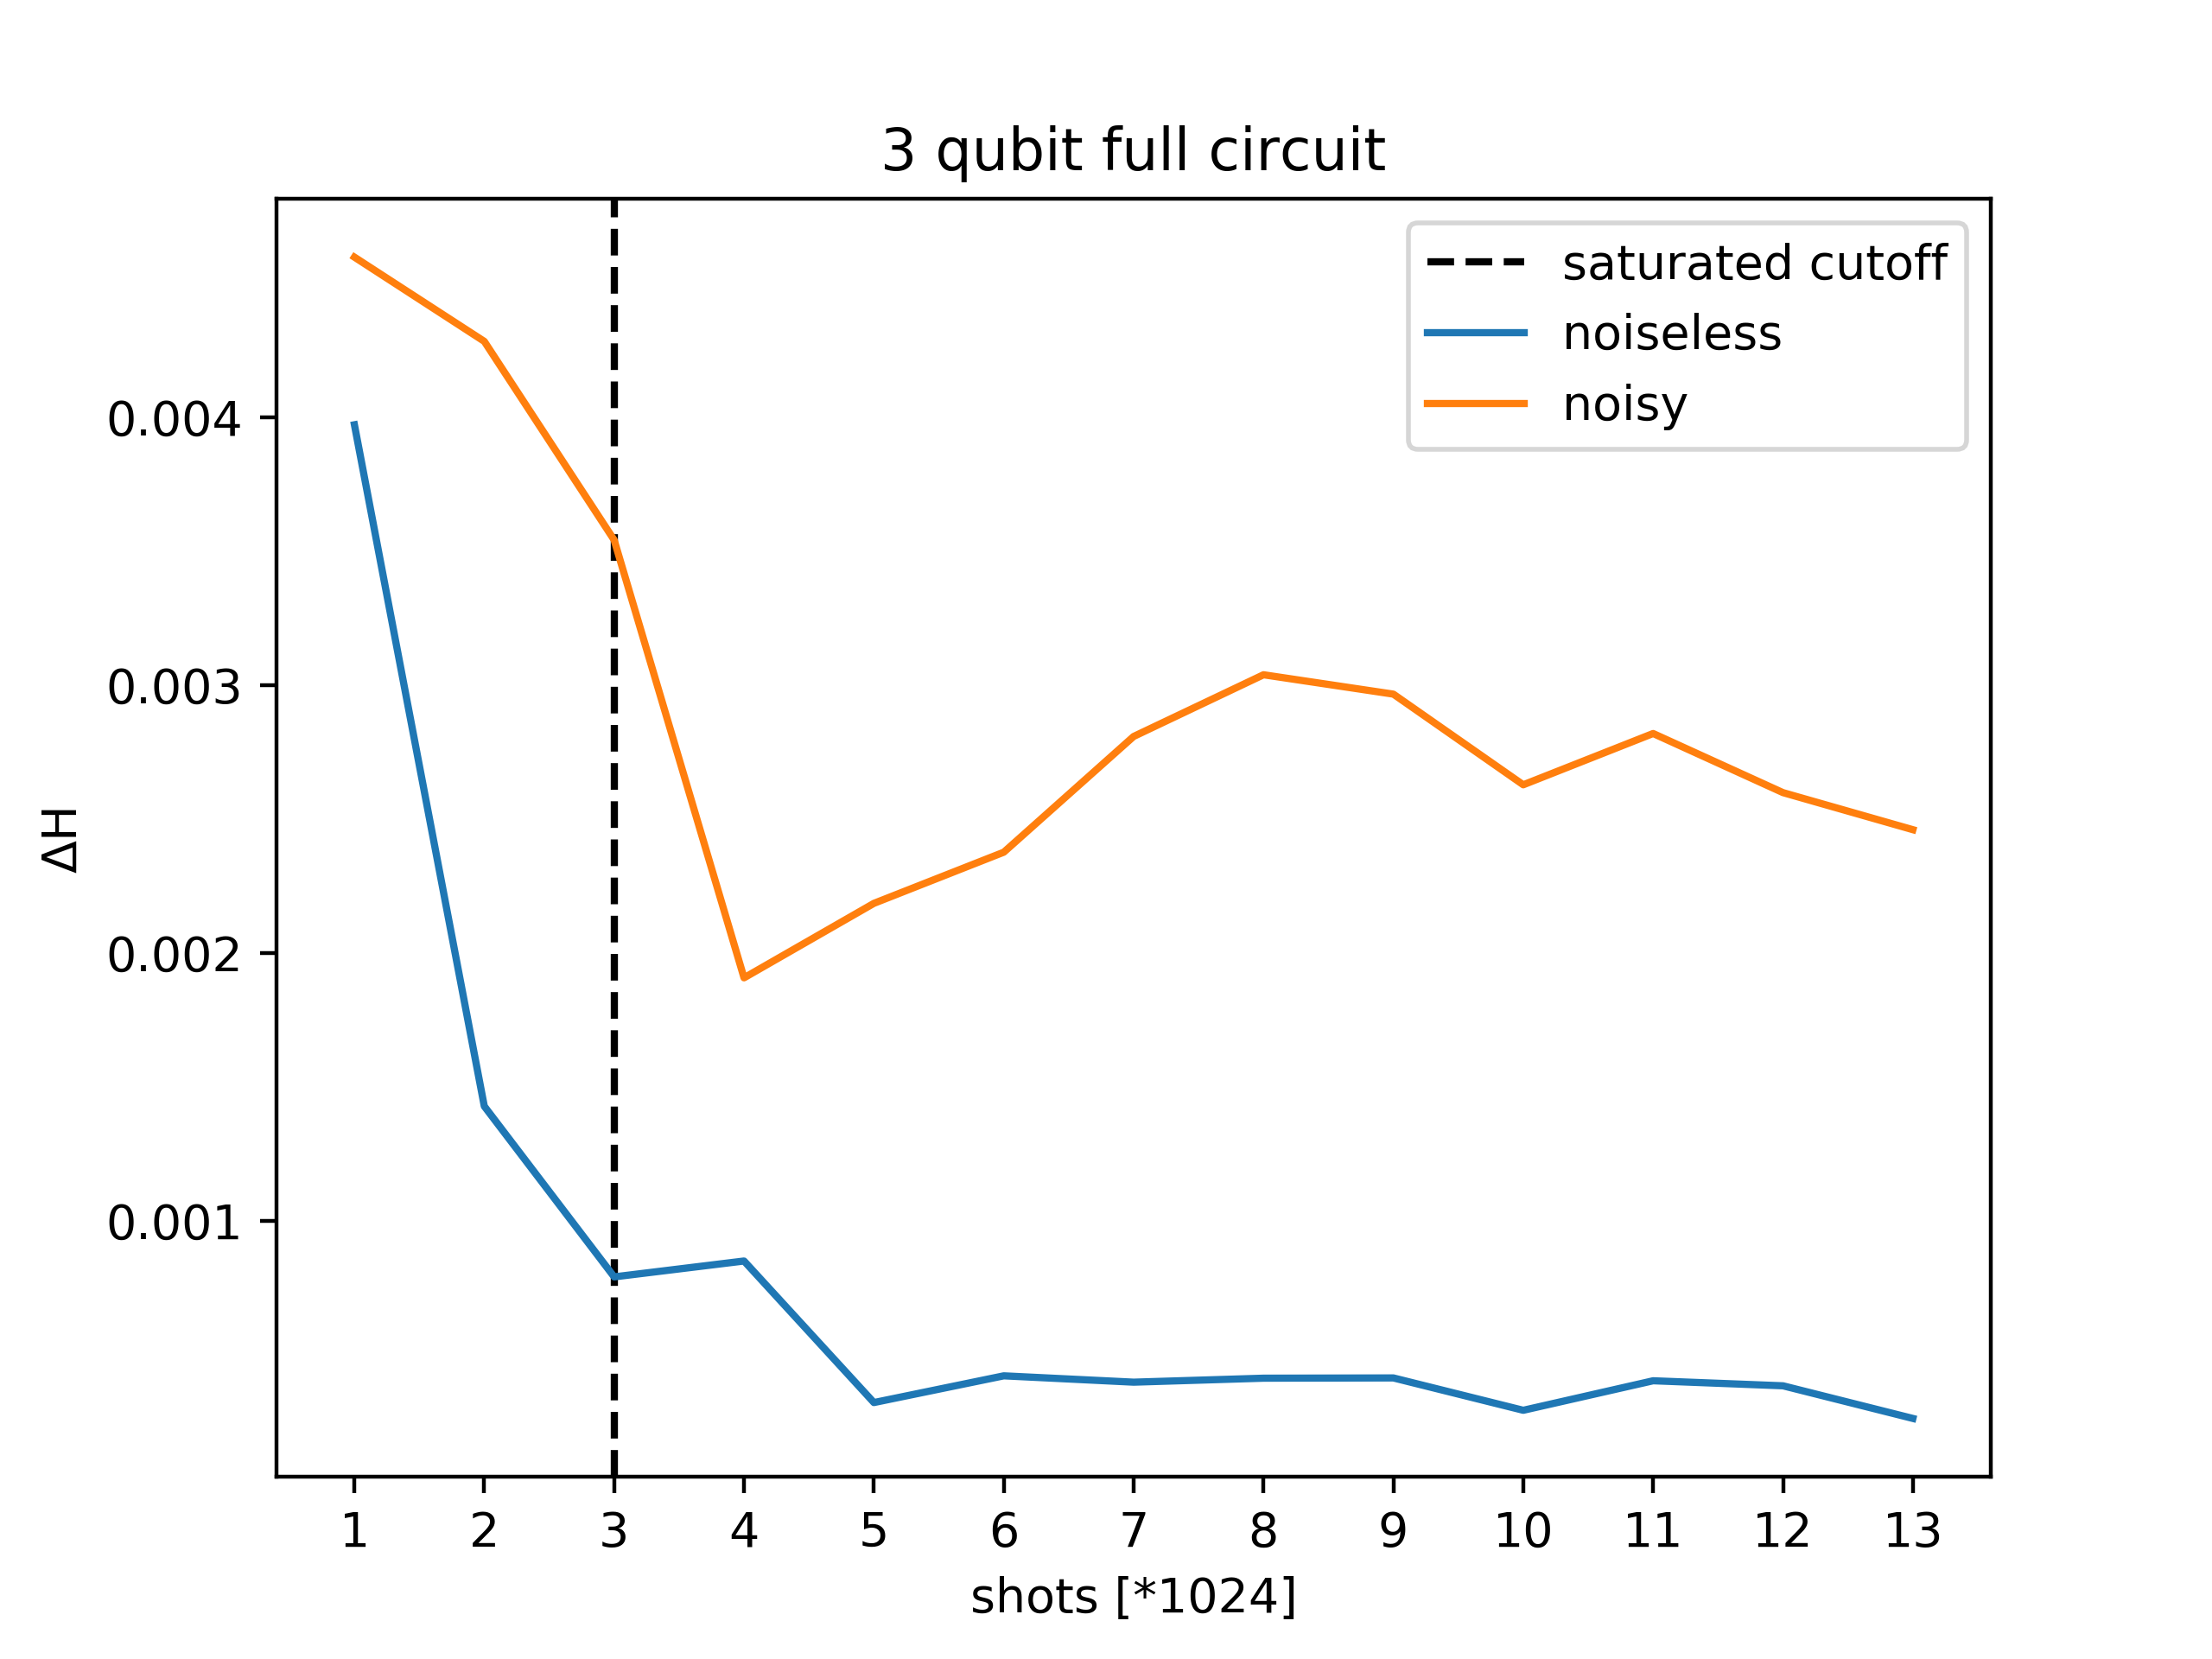 3 qubit full circuit
saturated cutoff
noiseless
noisy
0.004
0.003
0.002
0.001
ΔH
1 2 3 4 5 6 7 8 9 10 11 12 13
shots [*1024]